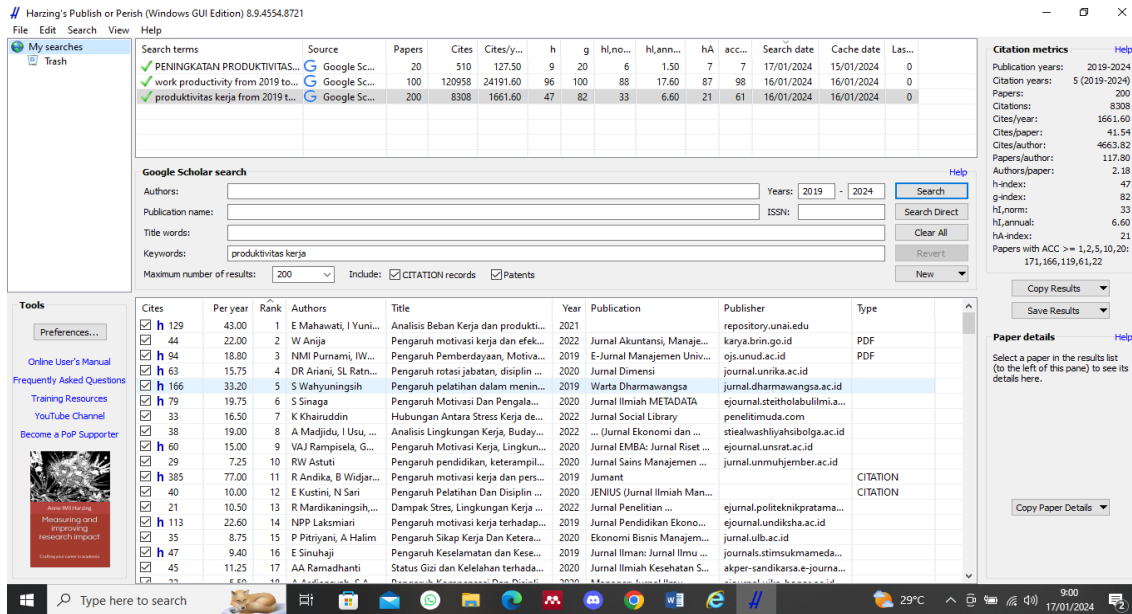 Harzing's Publish or Perish (Windows GUI Edition) 8.9.4554.8721
File Edit Search View Help
My searches
Trash
Search terms Source Papers Cites Cites/y... h g hI,no... hI,ann... hA acc... Search date Cache date Las...
PENINGKATAN PRODUKTIVITAS... Google Sc... 20 510 127.50 9 20 6 1.50 7 7 17/01/2024 15/01/2024 0
work productivity from 2019 to... Google Sc... 100 120958 24191.60 96 100 88 17.60 87 98 16/01/2024 16/01/2024 0
produktivitas kerja from 2019 t... Google Sc... 200 8308 1661.60 47 82 33 6.60 21 61 16/01/2024 16/01/2024 0
Google Scholar search Help
Authors: Years: 2019 - 2024 Search
Publication name: ISSN: Search Direct
Title words: Clear All
Keywords: produktivitas kerja Revert
Maximum number of results: 200 Include: CITATION records Patents New
Citation metrics Help
Publication years: 2019-2024
Citation years: 5 (2019-2024)
Papers: 200
Citations: 8308
Cites/year: 1661.60
Cites/paper: 41.54
Cites/author: 4663.82
Papers/author: 117.80
Authors/paper: 2.18
h-index: 47
g-index: 82
hI,norm: 33
hI,annual: 6.60
hA-index: 21
Papers with ACC >= 1,2,5,10,20:
171,166,119,61,22
Copy Results
Save Results
Paper details Help
Select a paper in the results list
(to the left of this pane) to see its
details here.
Copy Paper Details
Tools
Preferences...
Online User's Manual
Frequently Asked Questions
Training Resources
YouTube Channel
Become a PoP Supporter
Anne-Wil Harzing
Measuring and
improving
research impact
Crafting your career in academia
Cites Per year Rank Authors Title Year Publication Publisher Type
h 129 43.00 1 E Mahawati, I Yuni... Analisis Beban Kerja dan produkti... 2021 repository.unai.edu
44 22.00 2 W Anija Pengaruh motivasi kerja dan efek... 2022 Jurnal Akuntansi, Manaje... karya.brin.go.id PDF
h 94 18.80 3 NMI Purnami, IW... Pengaruh Pemberdayaan, Motiva... 2019 E-Jurnal Manajemen Univ... ojs.unud.ac.id PDF
h 63 15.75 4 DR Ariani, SL Ratn... Pengaruh rotasi jabatan, disiplin ... 2020 Jurnal Dimensi journal.unrika.ac.id
h 166 33.20 5 S Wahyuningsih Pengaruh pelatihan dalam menin... 2019 Warta Dharmawangsa jurnal.dharmawangsa.ac.id
h 79 19.75 6 S Sinaga Pengaruh Motivasi Dan Pengala... 2020 Jurnal Ilmiah METADATA ejournal.steitholabulilmi.a...
33 16.50 7 K Khairuddin Hubungan Antara Stress Kerja de... 2022 Jurnal Social Library penelitimuda.com
38 19.00 8 A Madjidu, I Usu, ... Analisis Lingkungan Kerja, Buday... 2022 ... (Jurnal Ekonomi dan ... stiealwashliyahsibolga.ac.id
h 60 15.00 9 VAJ Rampisela, G... Pengaruh Motivasi Kerja, Lingkun... 2020 Jurnal EMBA: Jurnal Riset ... ejournal.unsrat.ac.id
29 7.25 10 RW Astuti Pengaruh pendidikan, keterampil... 2020 Jurnal Sains Manajemen ... jurnal.unmuhjember.ac.id
h 385 77.00 11 R Andika, B Widjar... Pengaruh motivasi kerja dan pers... 2019 Jumant CITATION
40 10.00 12 E Kustini, N Sari Pengaruh Pelatihan Dan Disiplin ... 2020 JENIUS (Jurnal Ilmiah Man... CITATION
21 10.50 13 R Mardikaningsih,... Dampak Stres, Lingkungan Kerja ... 2022 Jurnal Penelitian ... ejurnal.politeknikpratama...
h 113 22.60 14 NPP Laksmiari Pengaruh motivasi kerja terhadap... 2019 Jurnal Pendidikan Ekono... ejournal.undiksha.ac.id
35 8.75 15 P Pitriyani, A Halim Pengaruh Sikap Kerja Dan Ketera... 2020 Ekonomi Bisnis Manajem... jurnal.ulb.ac.id
h 47 9.40 16 E Sinuhaji Pengaruh Keselamatan dan Kese... 2019 Jurnal Ilman: Jurnal Ilmu ... journals.stimsukmameda...
45 11.25 17 AA Ramadhanti Status Gizi dan Kelelahan terhada... 2020 Jurnal Ilmiah Kesehatan S... akper-sandikarsa.e-journa...
Type here to search
29°C
9:00
17/01/2024
2